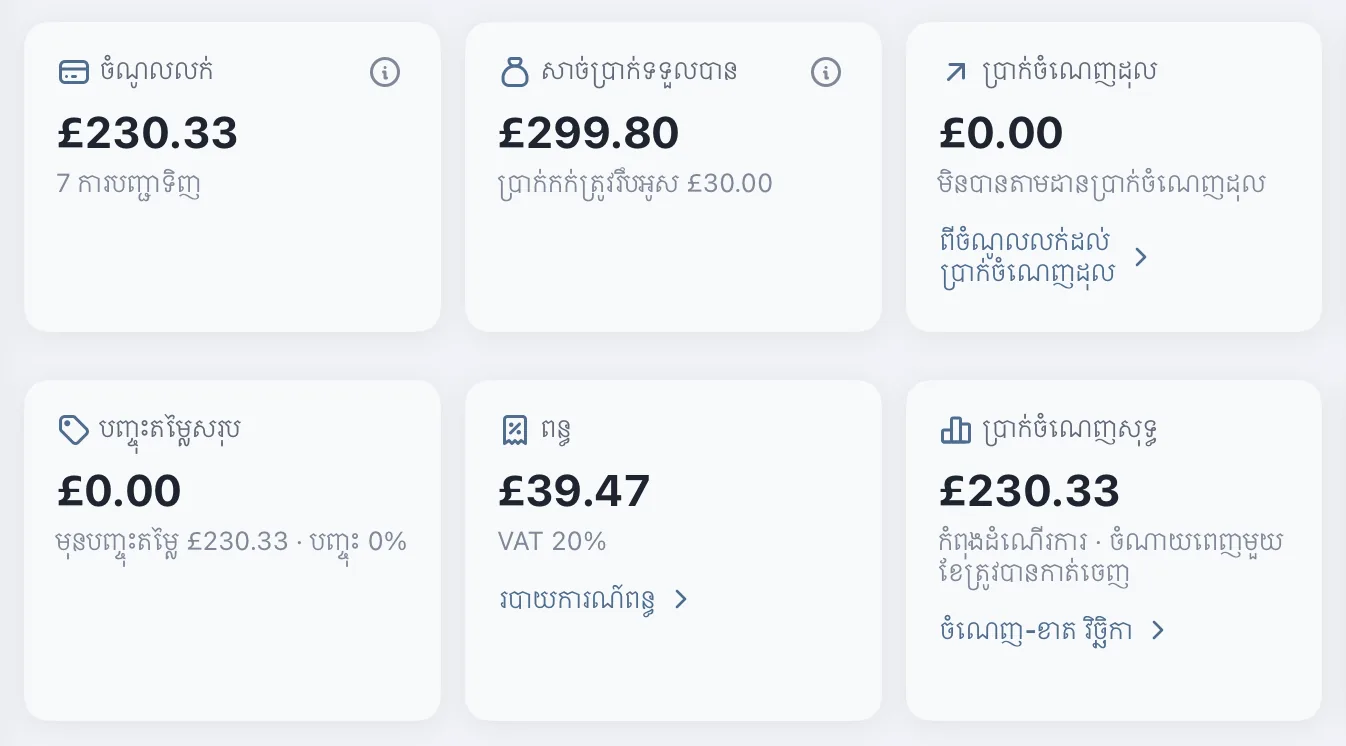 ចំណូលលក់
£230.33
7 ការបញ្ជាទិញ
សាច់ប្រាក់ទទួលបាន
£299.80
ប្រាក់កក់ត្រូវរឹបអូស £30.00
ប្រាក់ចំណេញដុល
£0.00
មិនបានតាមដានប្រាក់ចំណេញដុល
ពីចំណូលលក់ដល់
ប្រាក់ចំណេញដុល
បញ្ចុះតម្លៃសរុប
£0.00
មុនបញ្ចុះតម្លៃ £230.33 · បញ្ចុះ 0%
ពន្ធ
£39.47
VAT 20%
របាយការណ៍ពន្ធ
ប្រាក់ចំណេញសុទ្ធ
£230.33
កំពុងដំណើរការ · ចំណាយពេញមួយ
ខែត្រូវបានកាត់ចេញ
ចំណេញ-ខាត វិច្ឆិកា